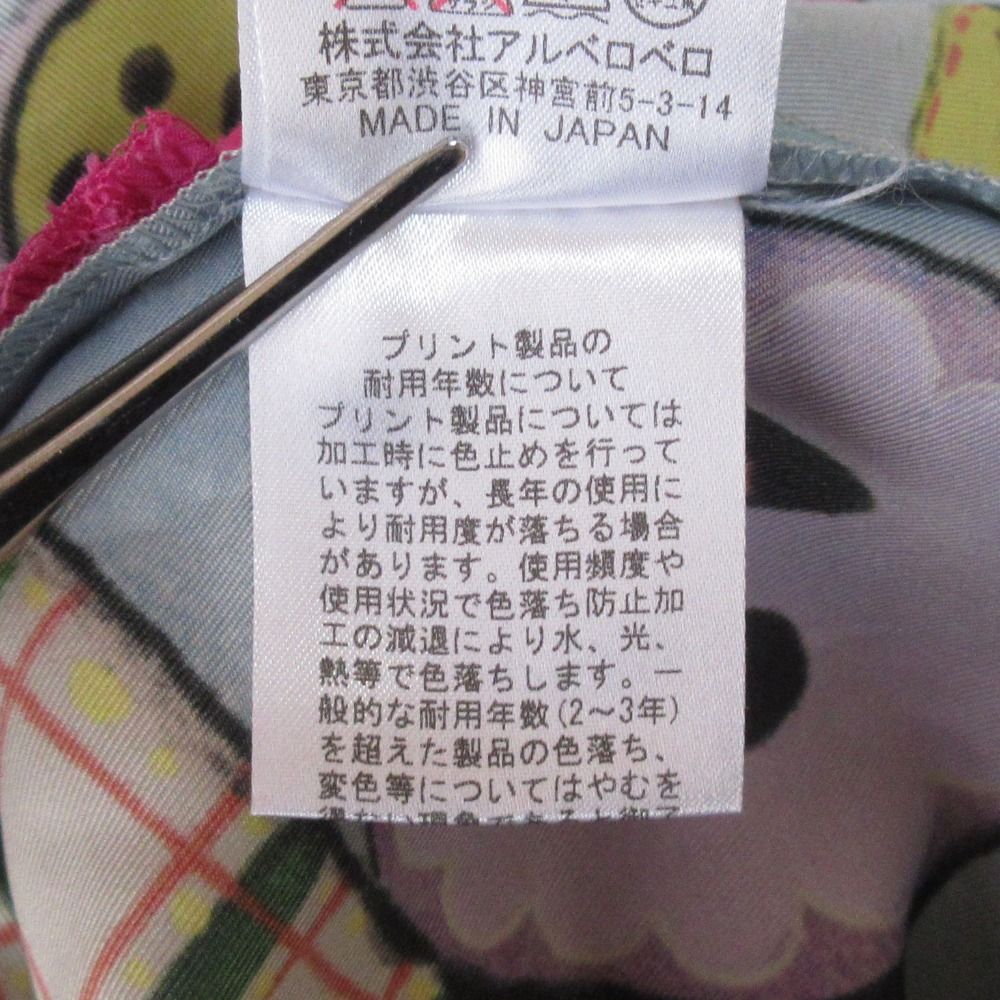 株式会社アルベロベロ
東京都渋谷区神宮前5-3-14
MADE IN JAPAN
プリント製品の
耐用年数について
プリント製品については
加工時に色止めを行って
いますが、長年の使用に
より耐用度が落ちる場合
があります。使用頻度や
使用状況で色落ち防止加
工の減退により水、光、
熱等で色落ちします。一
般的な耐用年数(2～3年)
を超えた製品の色落ち、
変色等についてはやむを